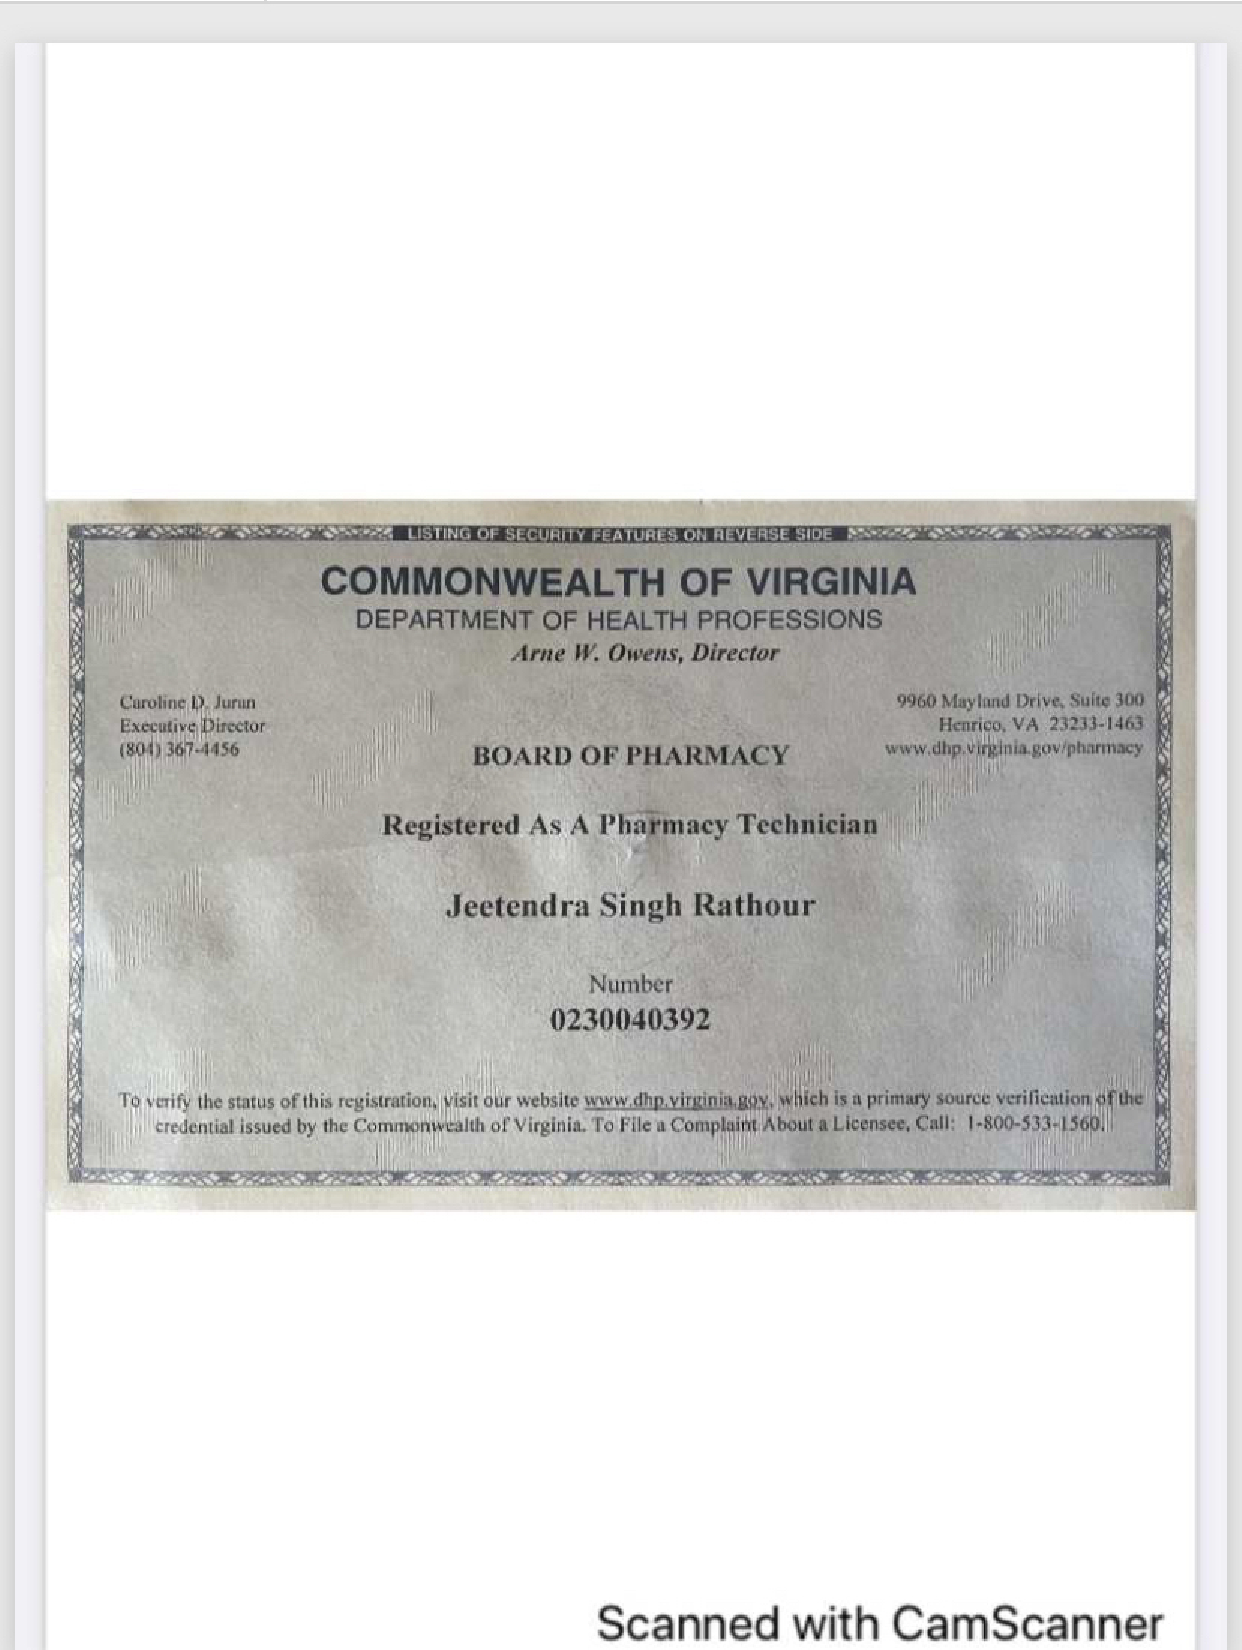 LISTING OF SECURITY FEATURES ON REVERSE SIDE
COMMONWEALTH OF VIRGINIA
DEPARTMENT OF HEALTH PROFESSIONS
Arne W. Owens, Director
Caroline D. Juran
Executive Director
(804) 367-4456
9960 Mayland Drive, Suite 300
Henrico, VA 23233-1463
www.dhp.virginia.gov/pharmacy
BOARD OF PHARMACY
Registered As A Pharmacy Technician
Jeetendra Singh Rathour
Number
0230040392
To verify the status of this registration, visit our website www.dhp.virginia.gov, which is a primary source verification of the
credential issued by the Commonwealth of Virginia. To File a Complaint About a Licensee, Call: 1-800-533-1560.
Scanned with CamScanner